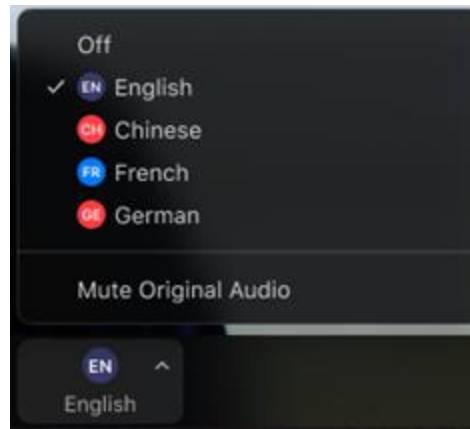 Off
EN English
CH Chinese
FR French
GE German
Mute Original Audio
EN
English